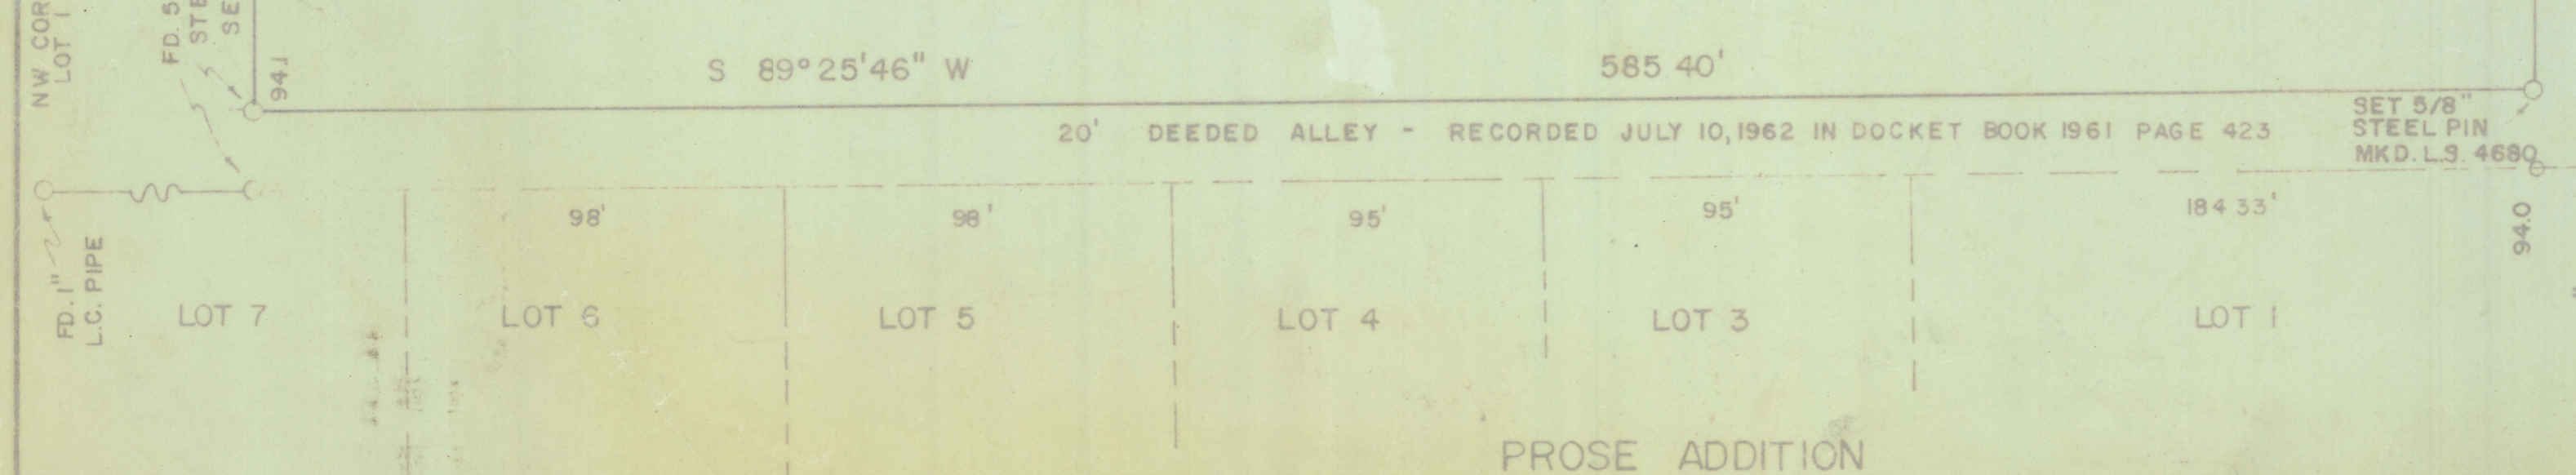 NW COR
LOT 1
FD. 5
STE
SE
94.1
S 89°25'46" W
585.40'
20' DEEDED ALLEY - RECORDED JULY 10, 1962 IN DOCKET BOOK 1961 PAGE 423
SET 5/8"
STEEL PIN
MKD. L.S. 4680
98'
98'
95'
95'
184.33'
94.0
FD. 1"
L.C. PIPE
LOT 7
LOT 6
LOT 5
LOT 4
LOT 3
LOT 1
PROSE ADDITION